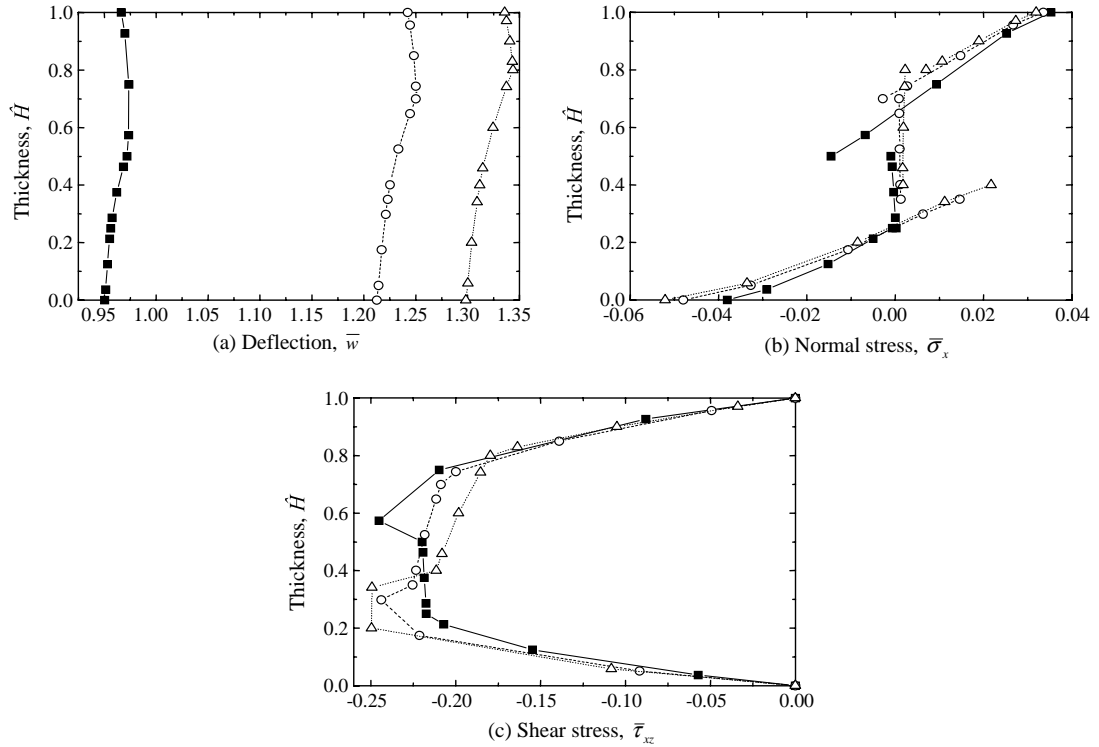 1.0
0.8
0.6
0.4
0.2
0.0
Thickness, Ĥ
0.95 1.00 1.05 1.10 1.15 1.20 1.25 1.30 1.35
(a) Deflection, w̅
1.0
0.8
0.6
0.4
0.2
0.0
Thickness, Ĥ
-0.06 -0.04 -0.02 0.00 0.02 0.04
(b) Normal stress, σ̅ₓ
1.0
0.8
0.6
0.4
0.2
0.0
Thickness, Ĥ
-0.25 -0.20 -0.15 -0.10 -0.05 0.00
(c) Shear stress, τ̅xz